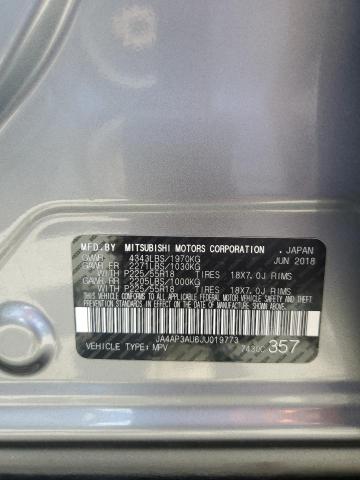 MFD.BY MITSUBISHI MOTORS CORPORATION , JAPAN
GVWR 4343LBS/1970KG JUN 2018
GAWR FR 2271LBS/1030KG
WITH P225/55R18 TIRES 18X7.0J RIMS
GAWR RR 2205LBS/1000KG
WITH P225/55R18 TIRES 18X7.0J RIMS
THIS VEHICLE CONFORMS TO ALL APPLICABLE
FEDERAL MOTOR VEHICLE SAFETY, BUMPER, AND
THEFT PREVENTION STANDARDS IN EFFECT ON THE
DATE OF MANUFACTURE SHOWN ABOVE.
JA4AP3AU6JU019773
VEHICLE TYPE: MPV 7430C 357